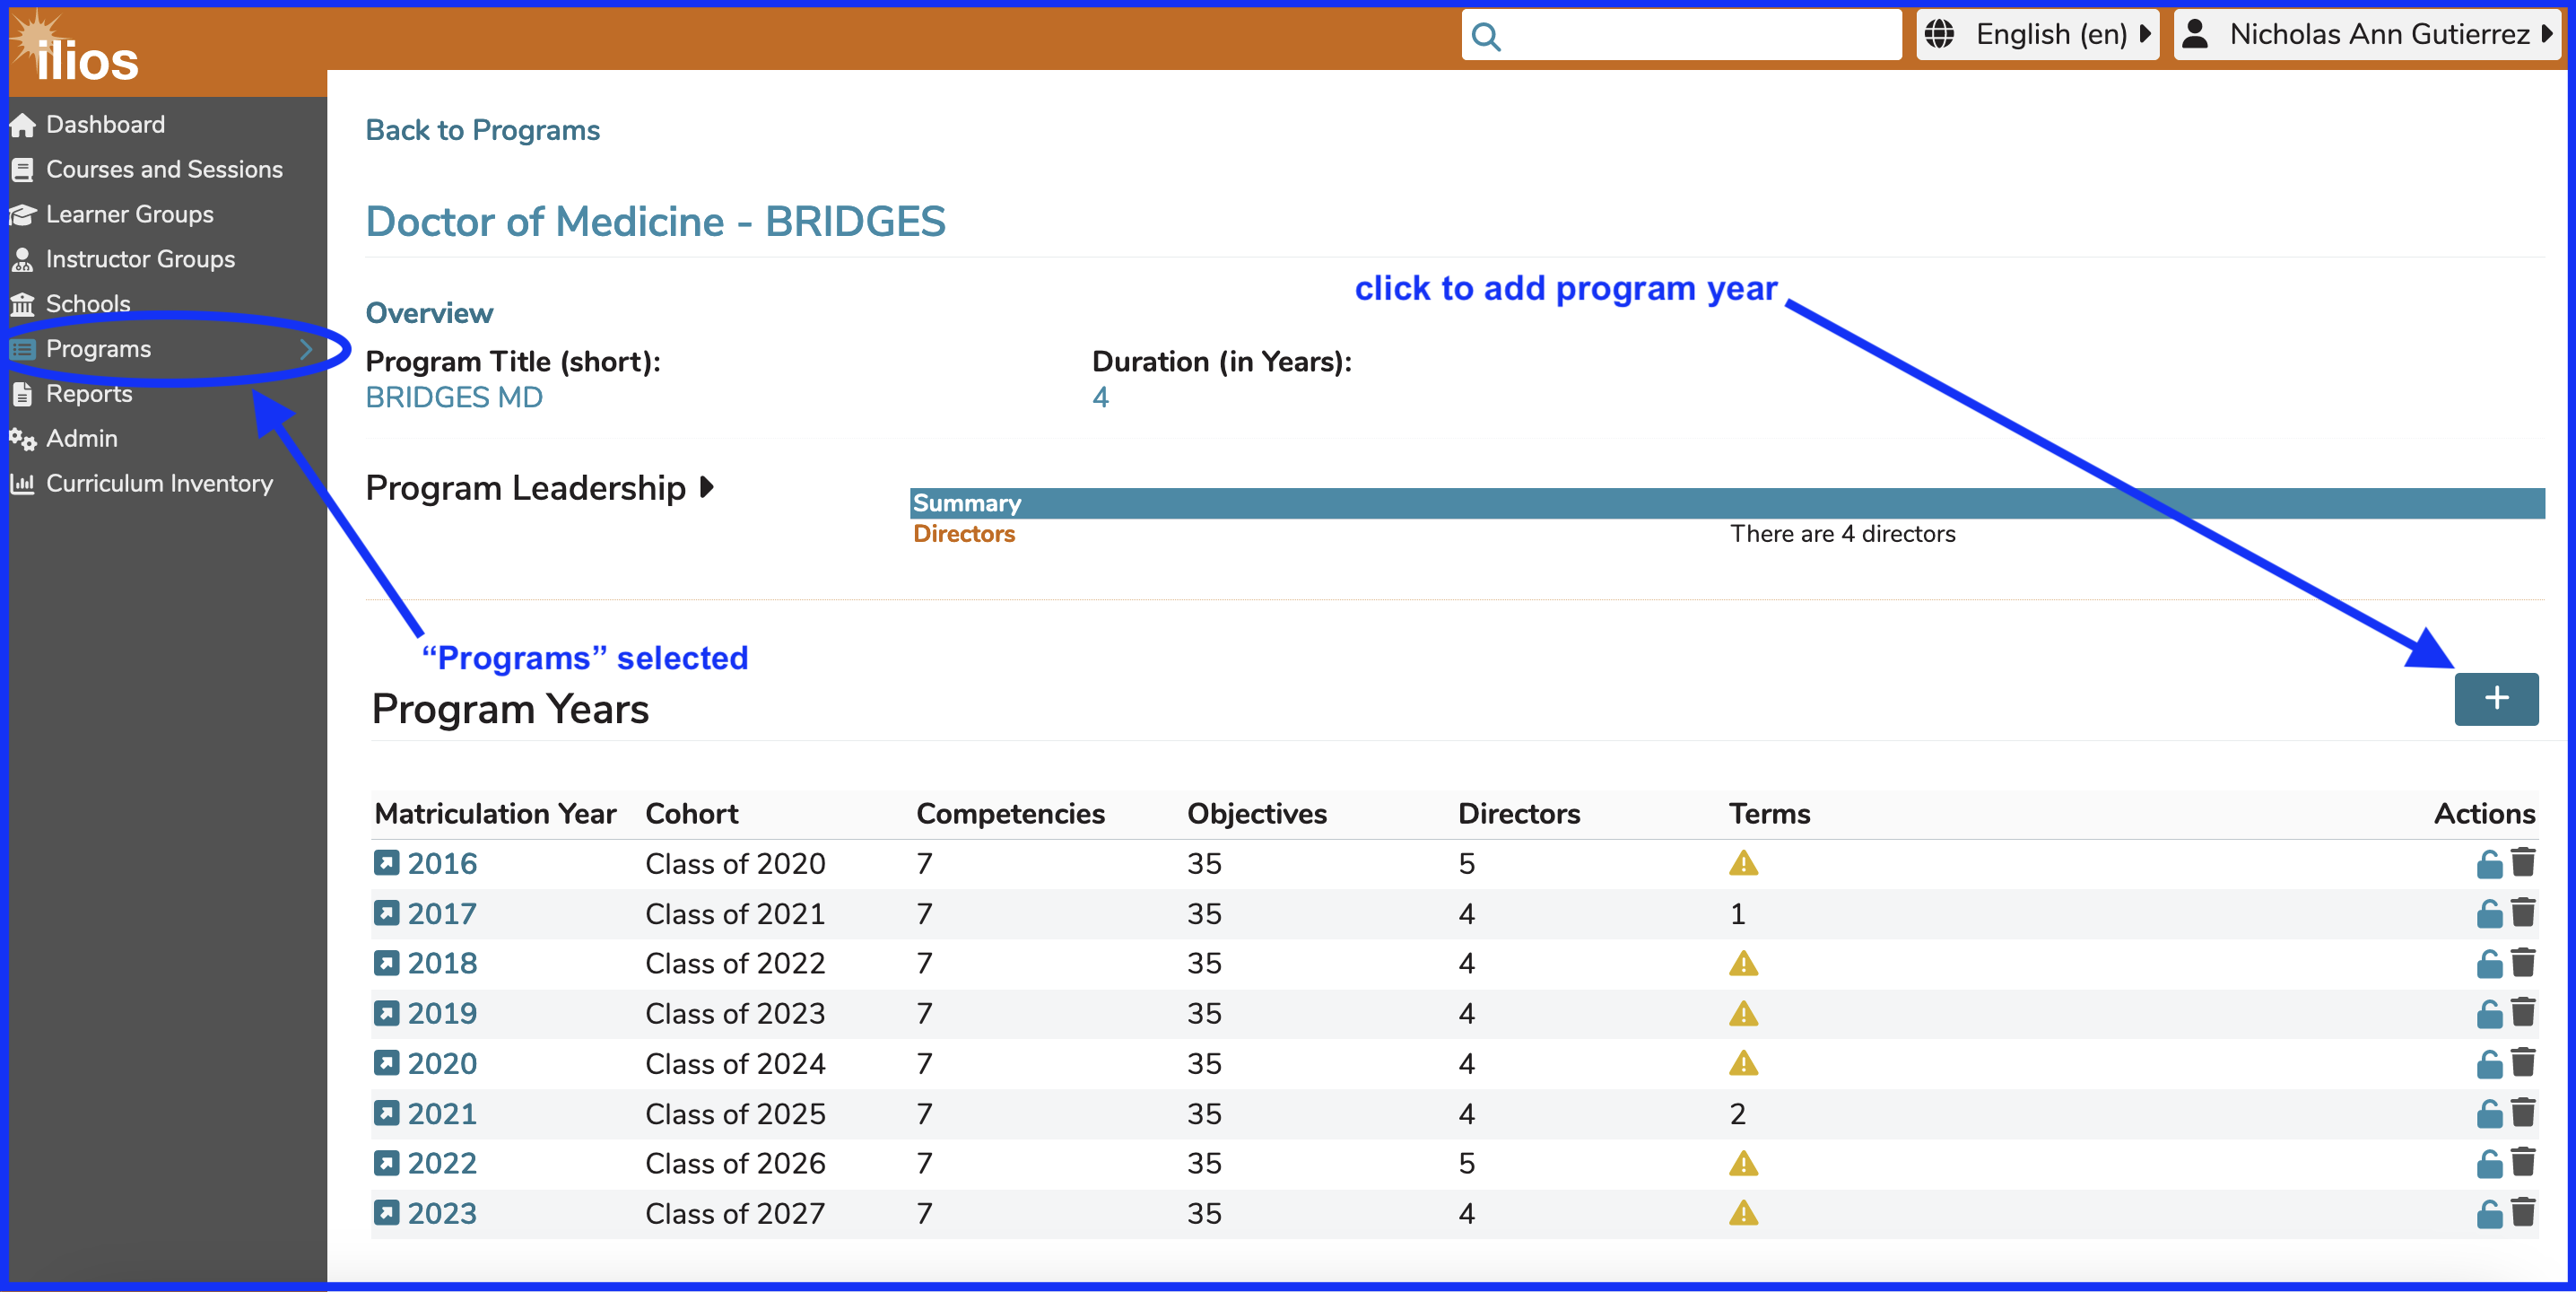 ilios
English (en)
Nicholas Ann Gutierrez
Dashboard
Courses and Sessions
Learner Groups
Instructor Groups
Schools
Programs
Reports
Admin
Curriculum Inventory
Back to Programs
Doctor of Medicine - BRIDGES
click to add program year
Overview
Program Title (short): Duration (in Years):
BRIDGES MD 4
Program Leadership
Summary
Directors There are 4 directors
“Programs” selected
Program Years
+
Matriculation Year Cohort Competencies Objectives Directors Terms Actions
2016 Class of 2020 7 35 5
2017 Class of 2021 7 35 4 1
2018 Class of 2022 7 35 4
2019 Class of 2023 7 35 4
2020 Class of 2024 7 35 4
2021 Class of 2025 7 35 4 2
2022 Class of 2026 7 35 5
2023 Class of 2027 7 35 4